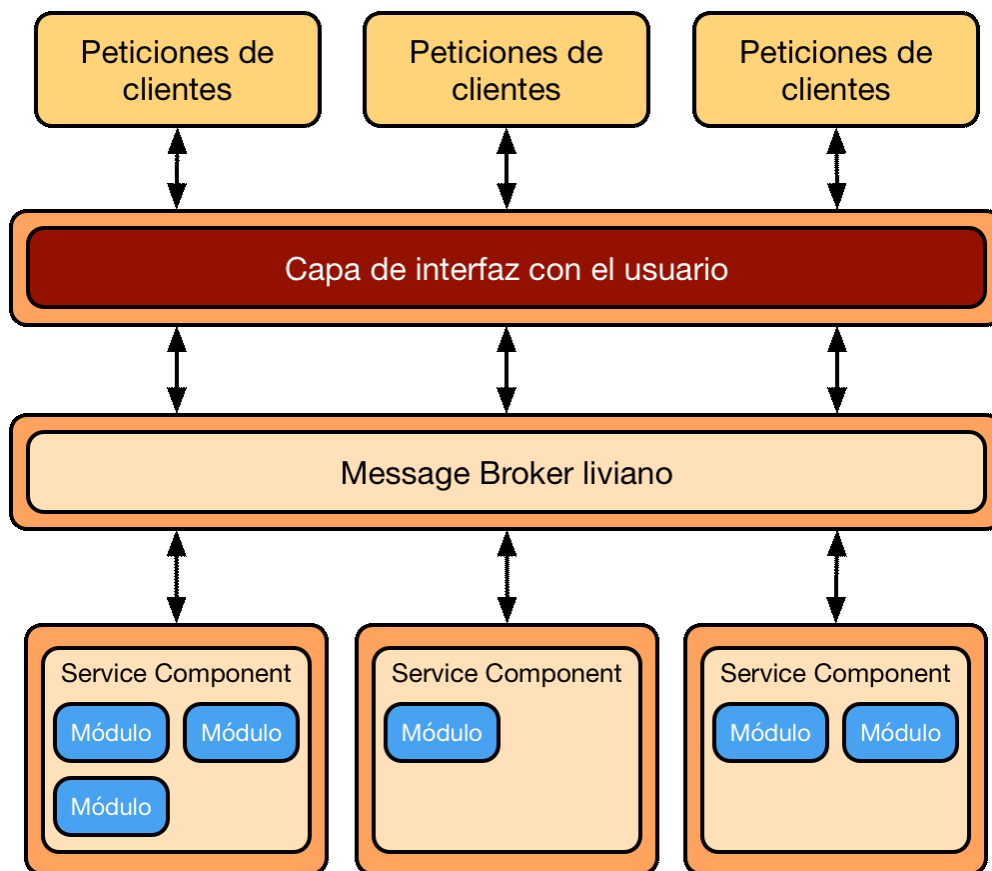 Peticiones de
clientes
Peticiones de
clientes
Peticiones de
clientes
Capa de interfaz con el usuario
Message Broker liviano
Service Component
Módulo
Módulo
Módulo
Service Component
Módulo
Service Component
Módulo
Módulo